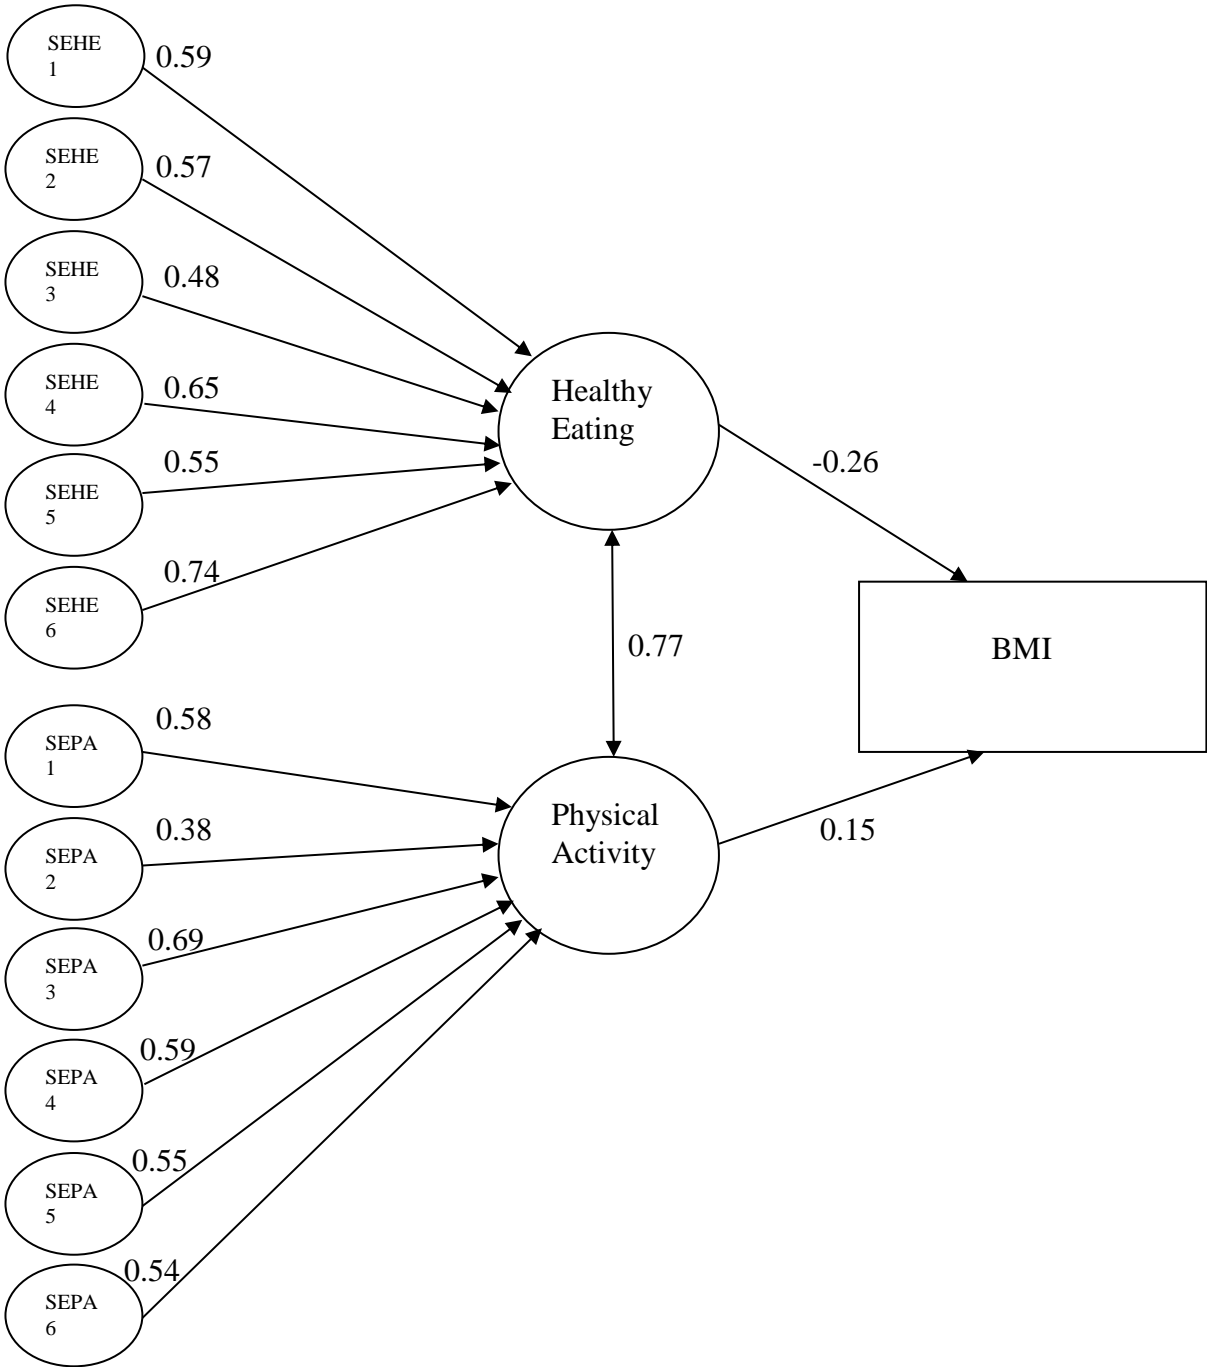 SEHE
1
0.59
SEHE
2
0.57
SEHE
3
0.48
SEHE
4
0.65
SEHE
5
0.55
SEHE
6
0.74
Healthy
Eating
-0.26
0.77
BMI
SEPA
1
0.58
SEPA
2
0.38
SEPA
3
0.69
SEPA
4
0.59
SEPA
5
0.55
SEPA
6
0.54
Physical
Activity
0.15